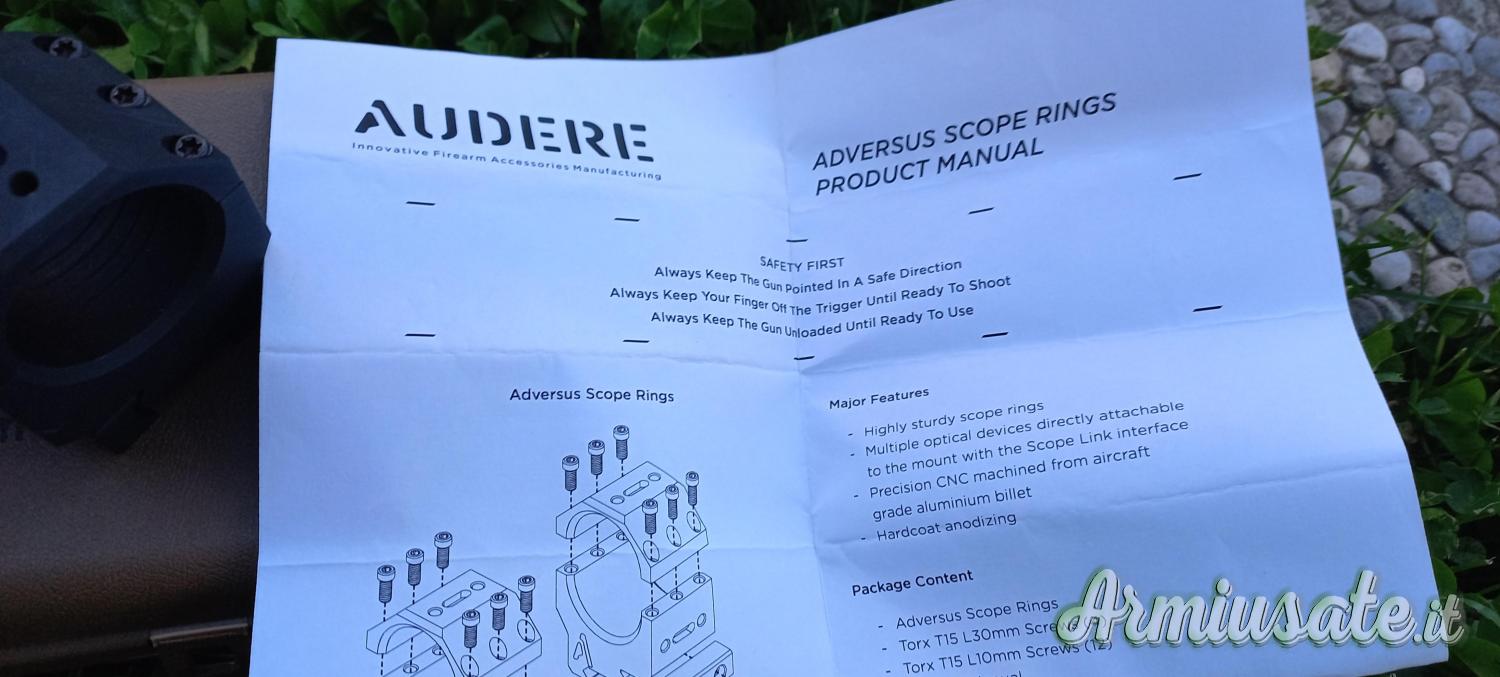 AUDERE
Innovative Firearm Accessories Manufacturing
ADVERSUS SCOPE RINGS
PRODUCT MANUAL
SAFETY FIRST
Always Keep The Gun Pointed In A Safe Direction
Always Keep Your Finger Off The Trigger Until Ready To Shoot
Always Keep The Gun Unloaded Until Ready To Use
Adversus Scope Rings
Major Features
- Highly sturdy scope rings
- Multiple optical devices directly attachable
to the mount with the Scope Link interface
- Precision CNC machined from aircraft
grade aluminium billet
- Hardcoat anodizing
Package Content
- Adversus Scope Rings
- Torx T15 L30mm
- Torx T15 L10mm Screws (12)
Armiusate.it